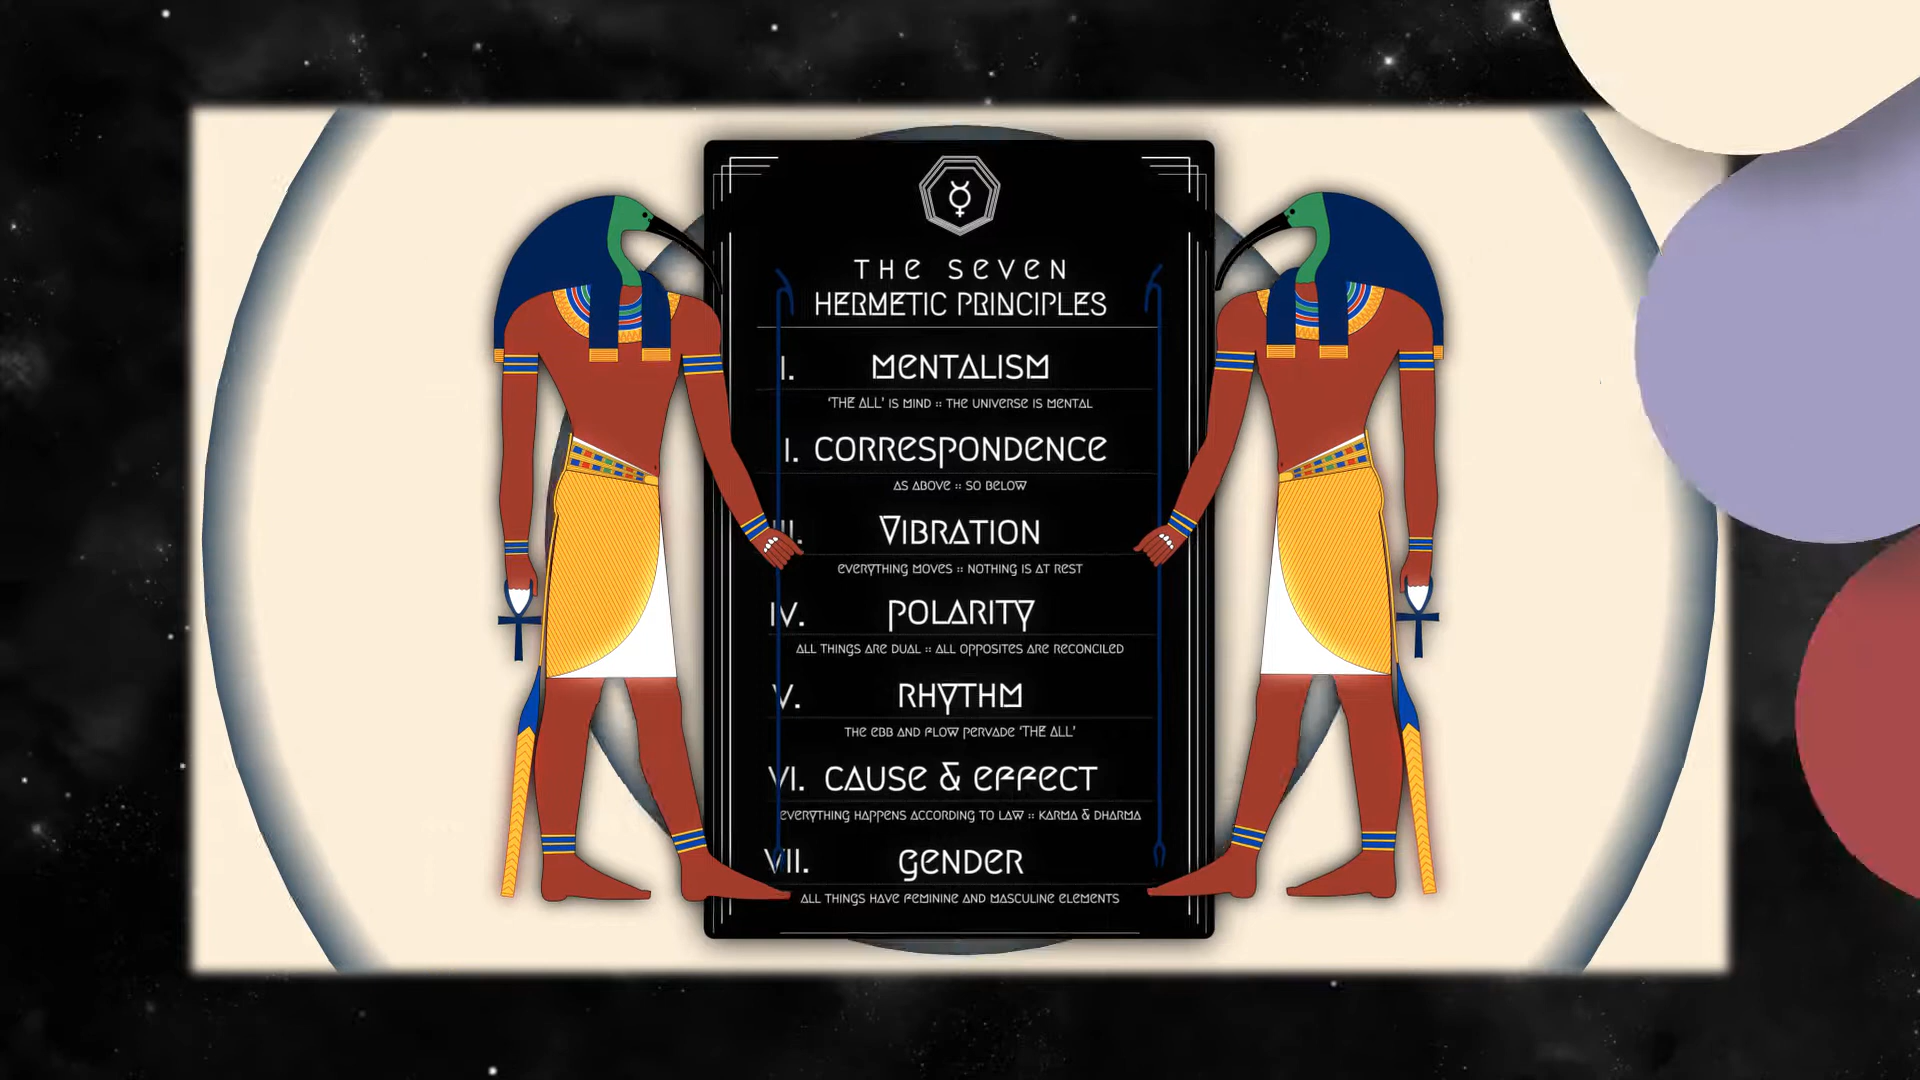 THE SEVEN
HERMETIC PRINCIPLES
I. MENTALISM
'THE ALL' IS MIND :: THE UNIVERSE IS MENTAL
I. CORRESPONDENCE
AS ABOVE :: SO BELOW
III. VIBRATION
EVERYTHING MOVES :: NOTHING IS AT REST
IV. POLARITY
ALL THINGS ARE DUAL :: ALL OPPOSITES ARE RECONCILED
V. RHYTHM
THE EBB AND FLOW PERVADE 'THE ALL'
VI. CAUSE & EFFECT
EVERYTHING HAPPENS ACCORDING TO LAW :: KARMA & DHARMA
VII. GENDER
ALL THINGS HAVE FEMININE AND MASCULINE ELEMENTS